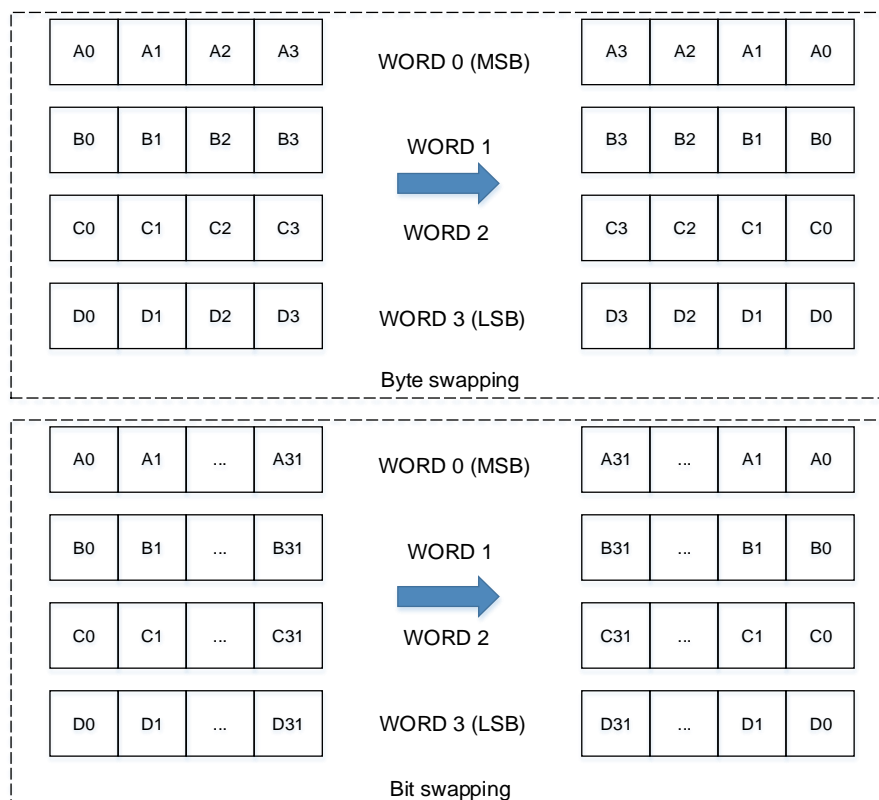 A0 A1 A2 A3 WORD 0 (MSB) A3 A2 A1 A0
B0 B1 B2 B3 WORD 1 B3 B2 B1 B0
C0 C1 C2 C3 WORD 2 C3 C2 C1 C0
D0 D1 D2 D3 WORD 3 (LSB) D3 D2 D1 D0
Byte swapping
A0 A1 ... A31 WORD 0 (MSB) A31 ... A1 A0
B0 B1 ... B31 WORD 1 B31 ... B1 B0
C0 C1 ... C31 WORD 2 C31 ... C1 C0
D0 D1 ... D31 WORD 3 (LSB) D31 ... D1 D0
Bit swapping